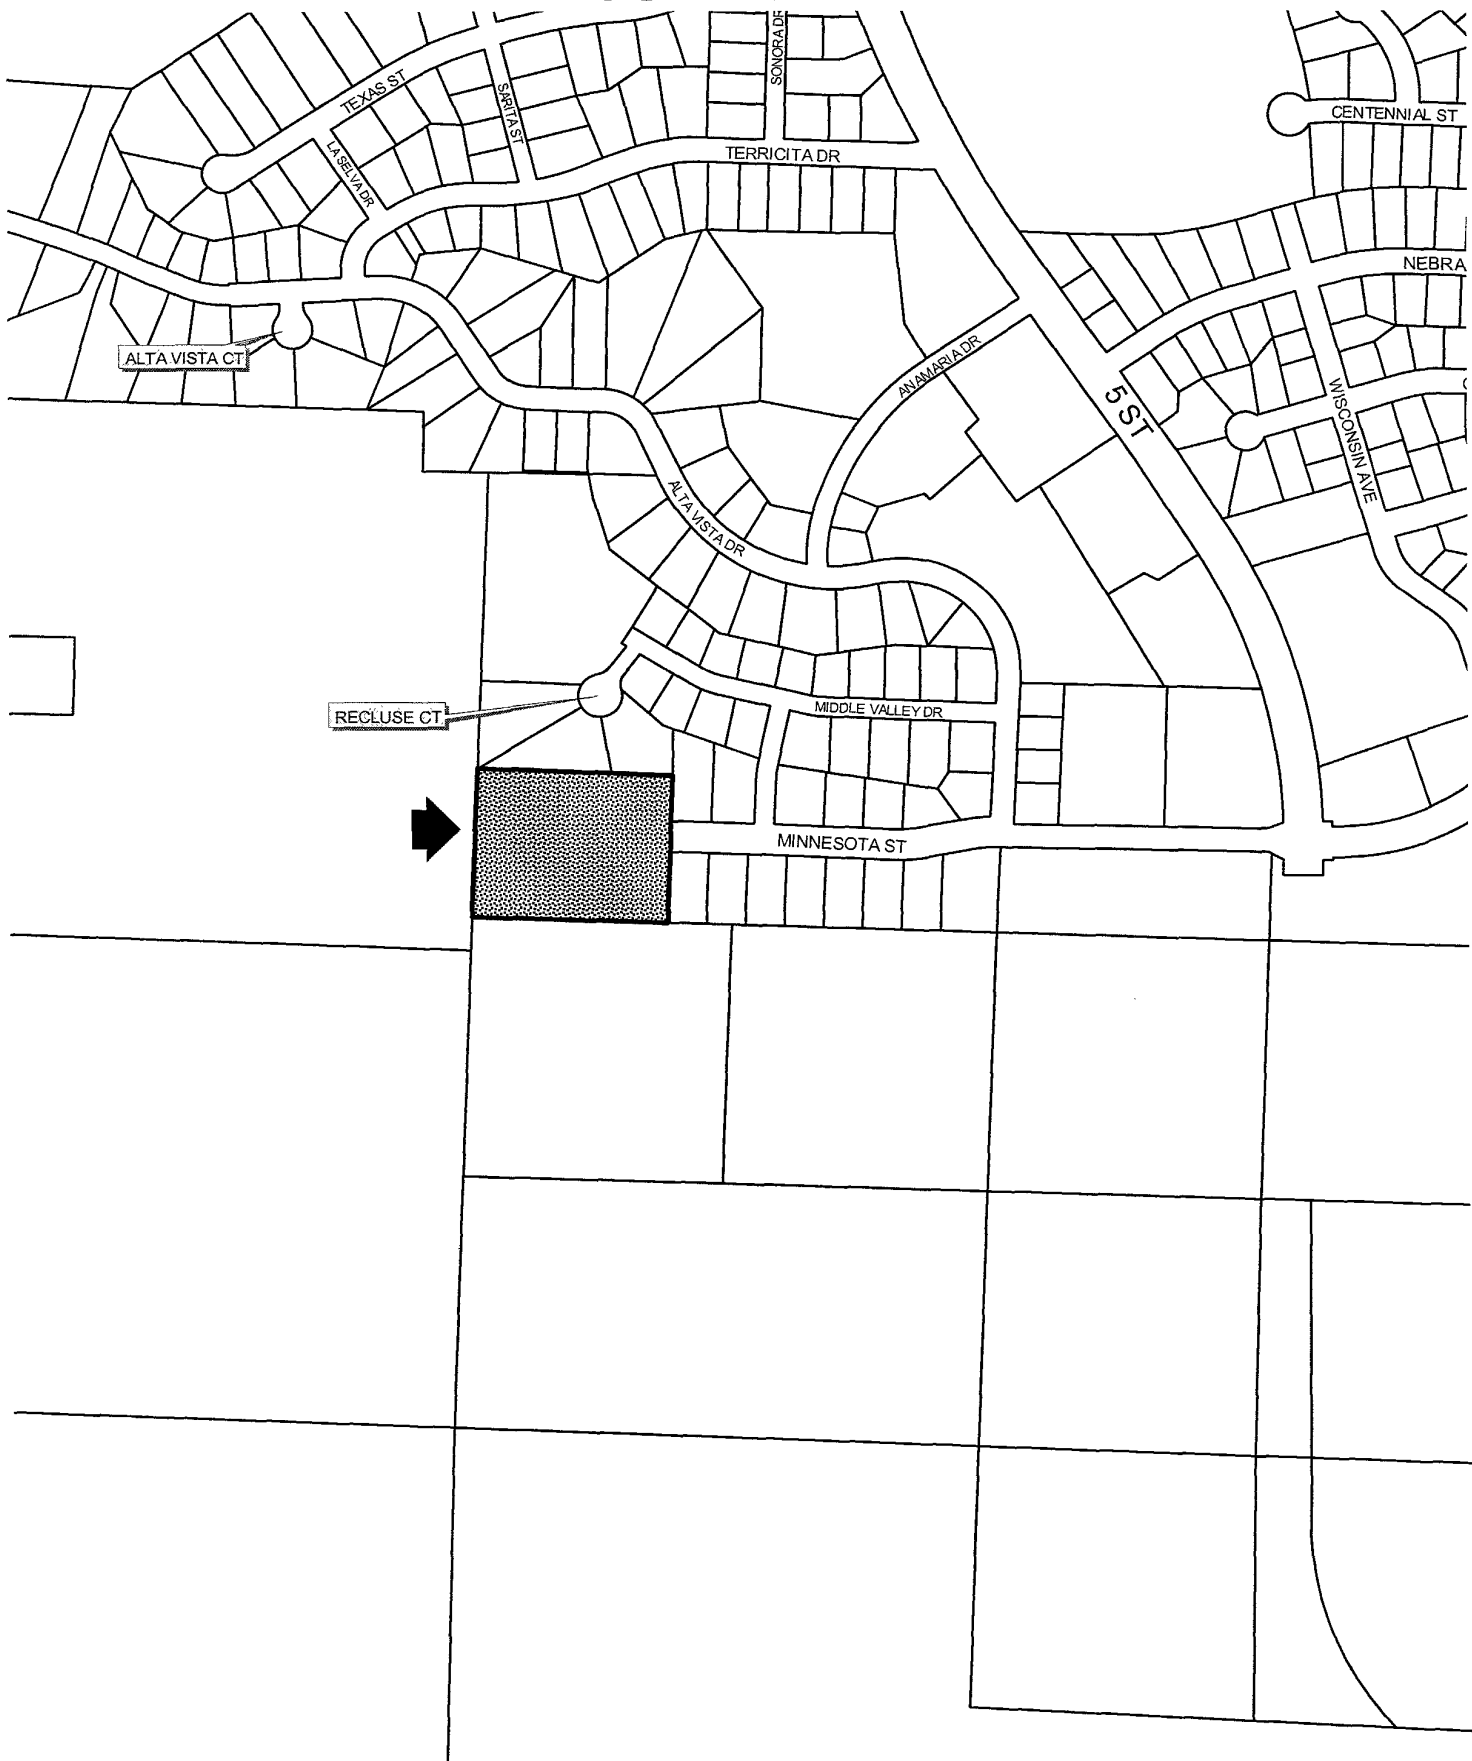 SONORA DR
TEXAS ST
SARITA ST
CENTENNIAL ST
LA SELVA DR
TERRICITA DR
NEBRA
ALTA VISTA CT
ANAMARIA DR
5 ST
WISCONSIN AVE
ALTA VISTA DR
RECLUSE CT
MIDDLE VALLEY DR
MINNESOTA ST